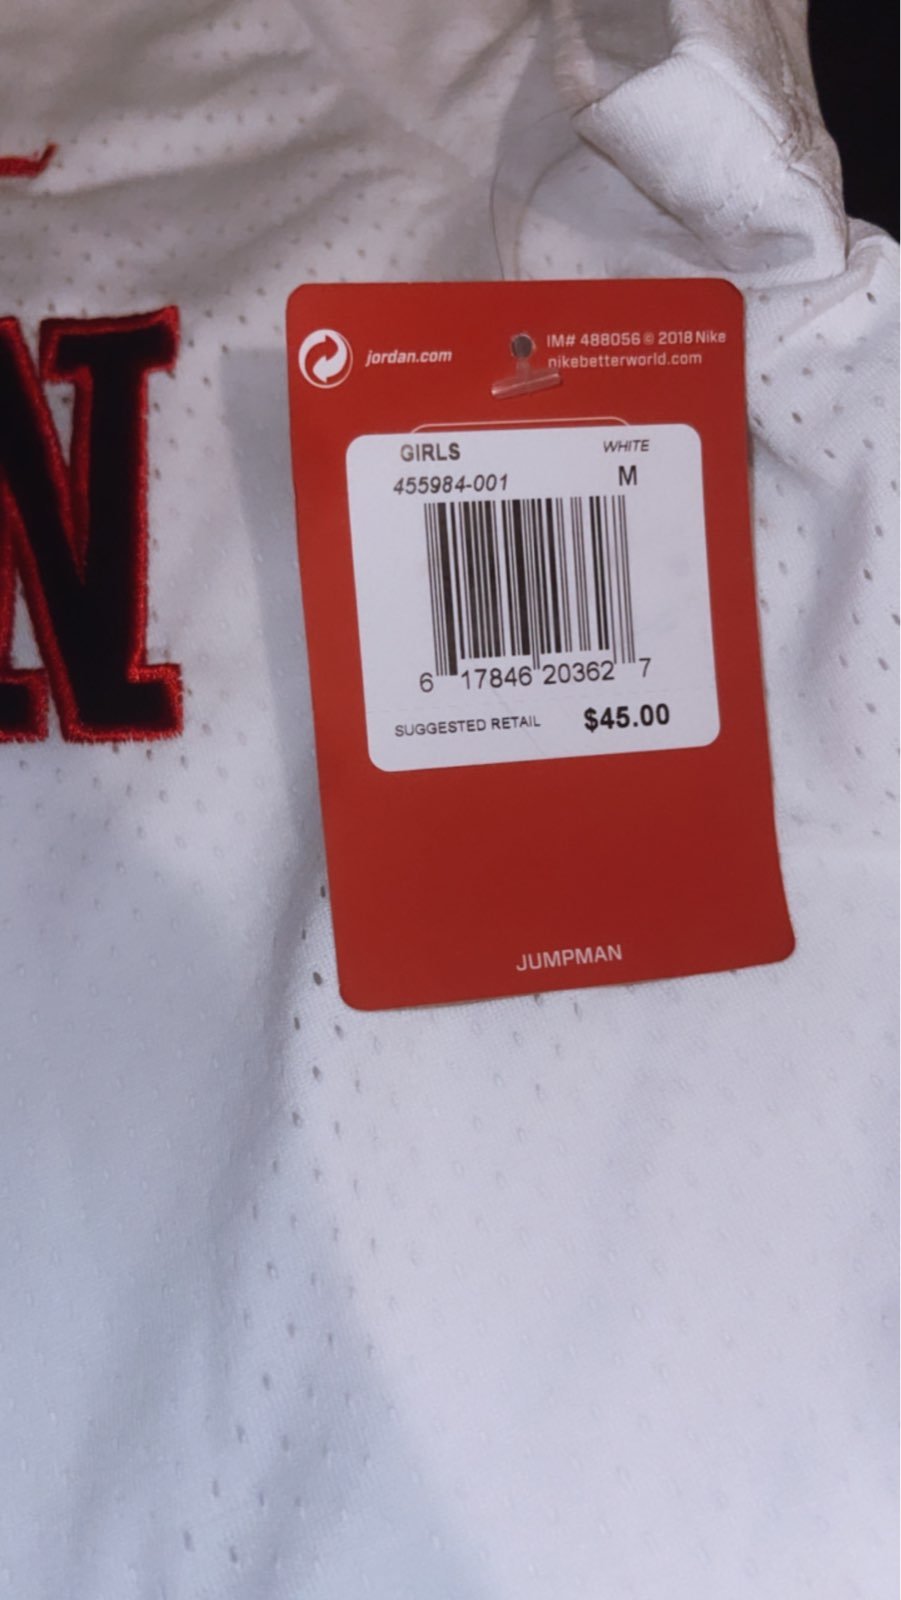 N
jordan.com
IM# 488056 © 2018 Nike
nikebetterworld.com
GIRLS WHITE
455984-001 M
6 17846 20362 7
SUGGESTED RETAIL $45.00
JUMPMAN